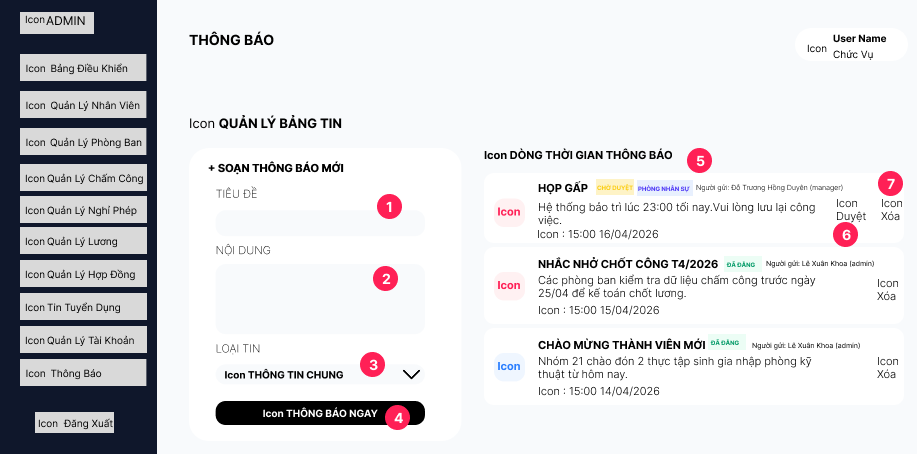 Icon ADMIN
Icon Bảng Điều Khiển
Icon Quản Lý Nhân Viên
Icon Quản Lý Phòng Ban
Icon Quản Lý Chấm Công
Icon Quản Lý Nghỉ Phép
Icon Quản Lý Lương
Icon Quản Lý Hợp Đồng
Icon Tin Tuyển Dụng
Icon Quản Lý Tài Khoản
Icon Thông Báo
Icon Đăng Xuất
THÔNG BÁO
Icon
User Name
Chức Vụ
Icon QUẢN LÝ BẢNG TIN
+ SOẠN THÔNG BÁO MỚI
TIÊU ĐỀ
1
NỘI DUNG
2
LOẠI TIN
Icon THÔNG TIN CHUNG
3
Icon THÔNG BÁO NGAY
4
Icon DÒNG THỜI GIAN THÔNG BÁO
5
Icon
HỌP GẤP CHỜ DUYỆT PHÒNG NHÂN SỰ Người gửi: Đỗ Trương Hồng Duyên (manager)
Hệ thống bảo trì lúc 23:00 tối nay.Vui lòng lưu lại công
việc.
Icon : 15:00 16/04/2026
Icon
Duyệt
6
7
Icon
Xóa
Icon
NHẮC NHỞ CHỐT CÔNG T4/2026 ĐÃ ĐĂNG Người gửi: Lê Xuân Khoa (admin)
Các phòng ban kiểm tra dữ liệu chấm công trước ngày
25/04 để kế toán chốt lương.
Icon : 15:00 15/04/2026
Icon
Xóa
Icon
CHÀO MỪNG THÀNH VIÊN MỚI ĐÃ ĐĂNG Người gửi: Lê Xuân Khoa (admin)
Nhóm 21 chào đón 2 thực tập sinh gia nhập phòng kỹ
thuật từ hôm nay.
Icon : 15:00 14/04/2026
Icon
Xóa